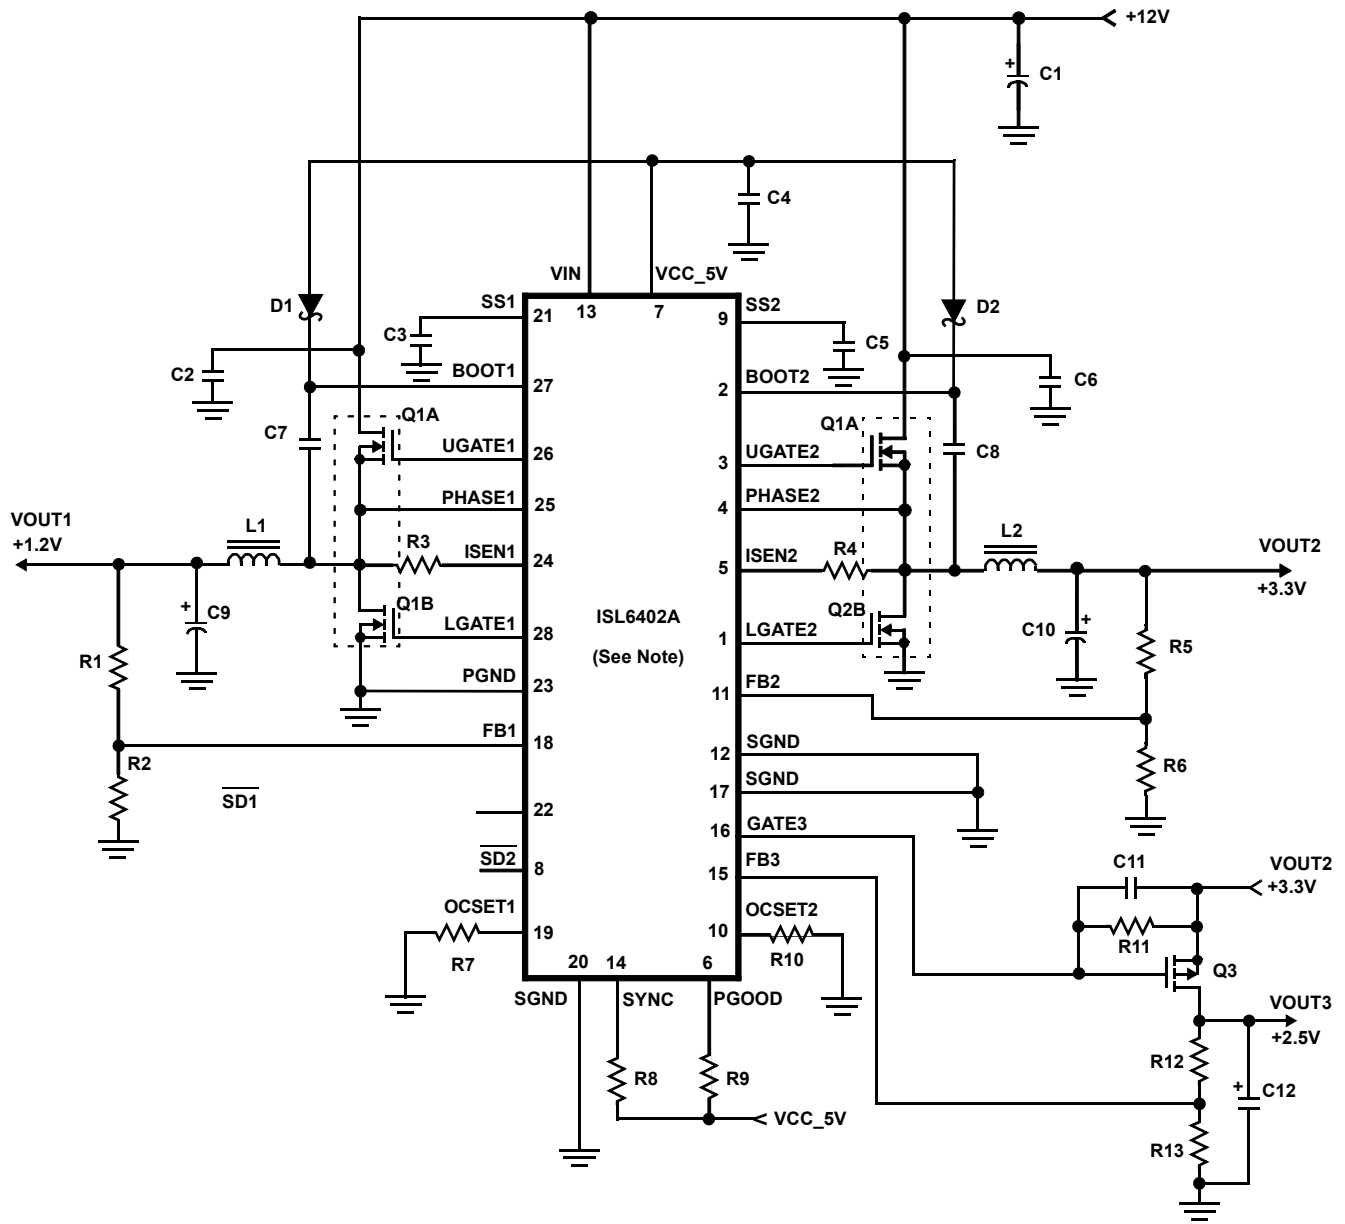 +12V
C1
C4
VIN
VCC_5V
D1
SS1
21
13
7
9
SS2
D2
C3
C5
C2
BOOT1
27
2
BOOT2
C6
Q1A
Q1A
C7
UGATE1
26
3
UGATE2
C8
PHASE1
25
4
PHASE2
VOUT1
+1.2V
L1
R3
ISEN1
24
5
ISEN2
R4
L2
VOUT2
+3.3V
C9
Q1B
LGATE1
28
ISL6402A
(See Note)
1
LGATE2
Q2B
C10
R5
R1
PGND
23
11
FB2
FB1
18
12
SGND
R2
R6
SD1
17
SGND
22
16
GATE3
SD2
8
15
FB3
C11
VOUT2
+3.3V
OCSET1
19
10
OCSET2
R7
R10
R11
20
14
6
Q3
SGND
SYNC
PGOOD
VOUT3
+2.5V
R8
R9
R12
C12
VCC_5V
R13